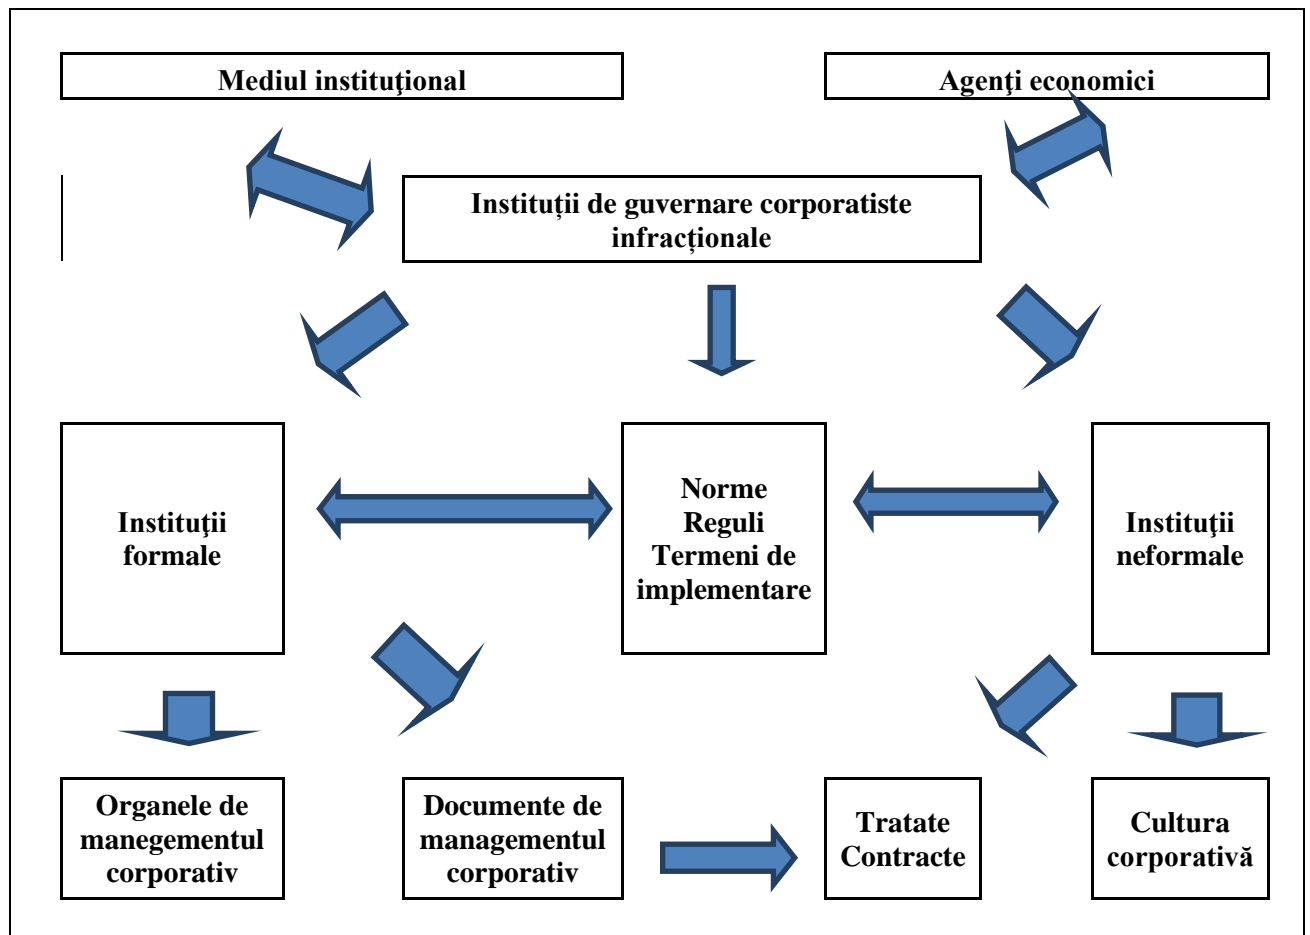 Mediul instituţional
Agenţi economici
Instituții de guvernare corporatiste
infracționale
Instituţii
formale
Norme
Reguli
Termeni de
implementare
Instituţii
neformale
Organele de
manegementul
corporativ
Documente de
managementul
corporativ
Tratate
Contracte
Cultura
corporativă